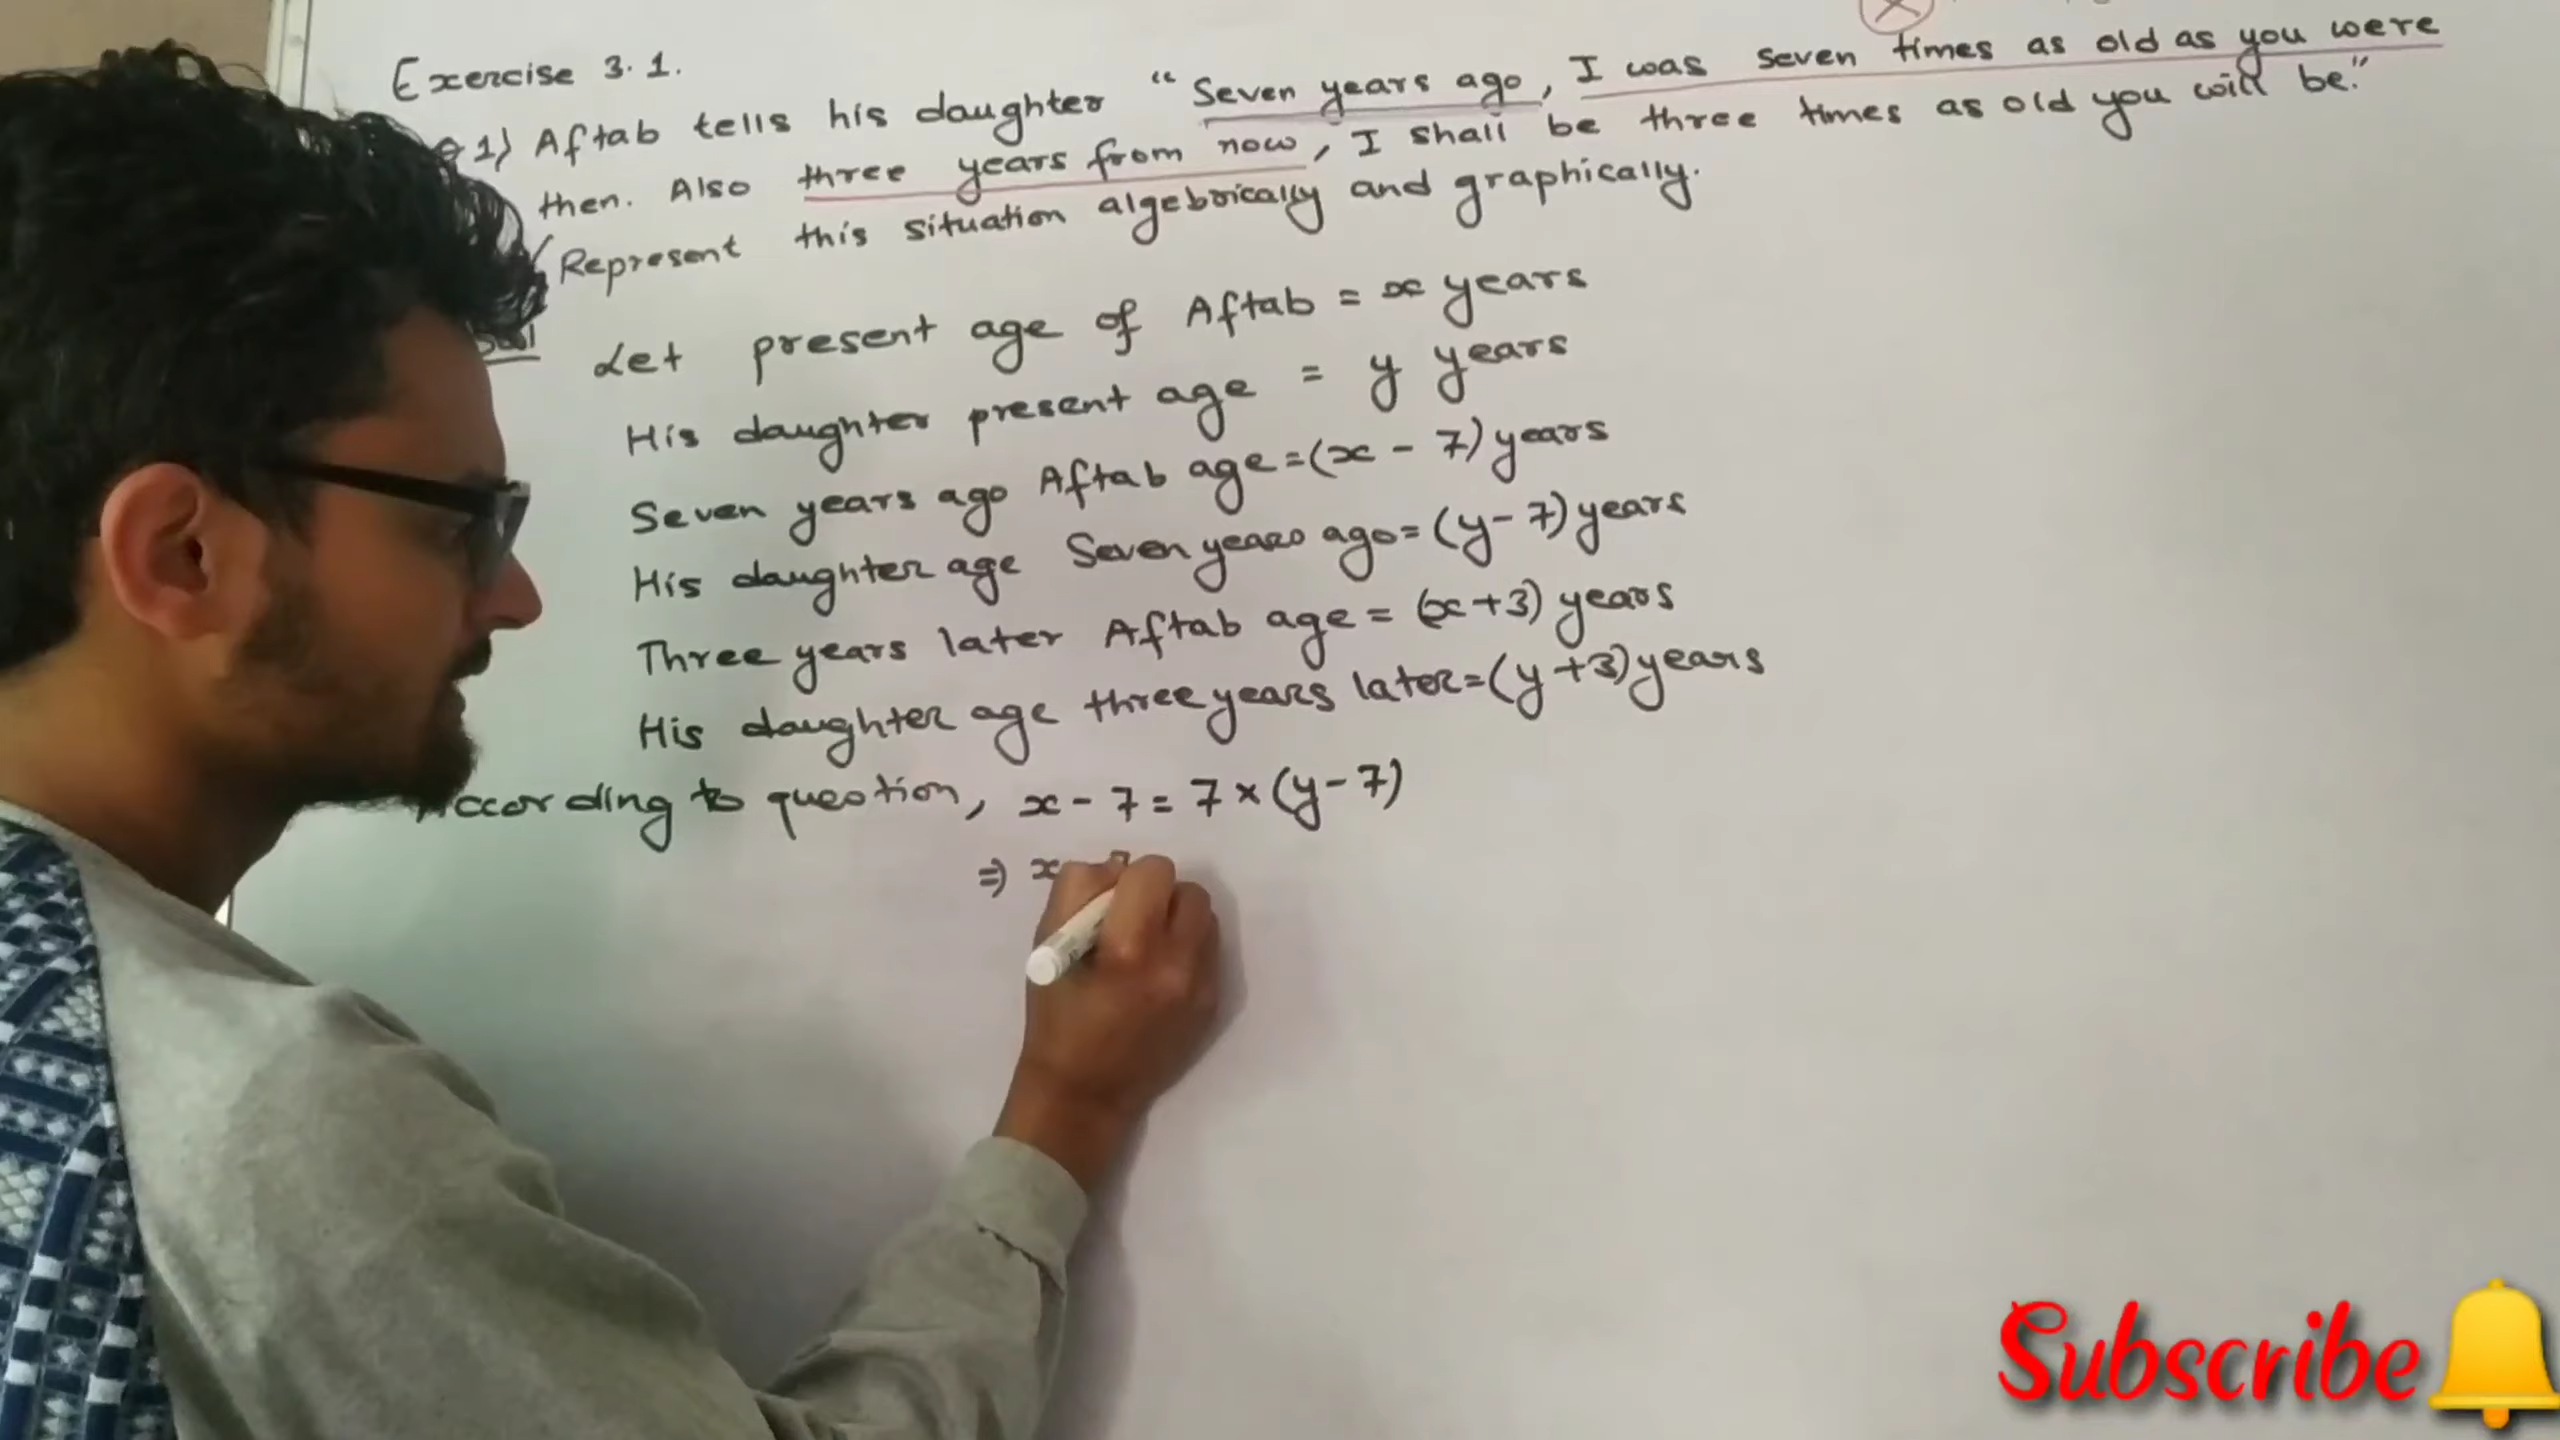 Exercise 3.1.
1) Aftab tells his daughter "Seven years ago, I was seven times as old as you were
then. Also three years from now, I shall be three times as old you will be."
Represent this situation algebrically and graphically.
Let present age of Aftab = x years
His daughter present age = y years
Seven years ago Aftab age = (x - 7) years
His daughter age Seven years ago = (y - 7) years
Three years later Aftab age = (x + 3) years
His daughter age three years later = (y + 3) years
According to question, x - 7 = 7 × (y - 7)
⇒ x
Subscribe